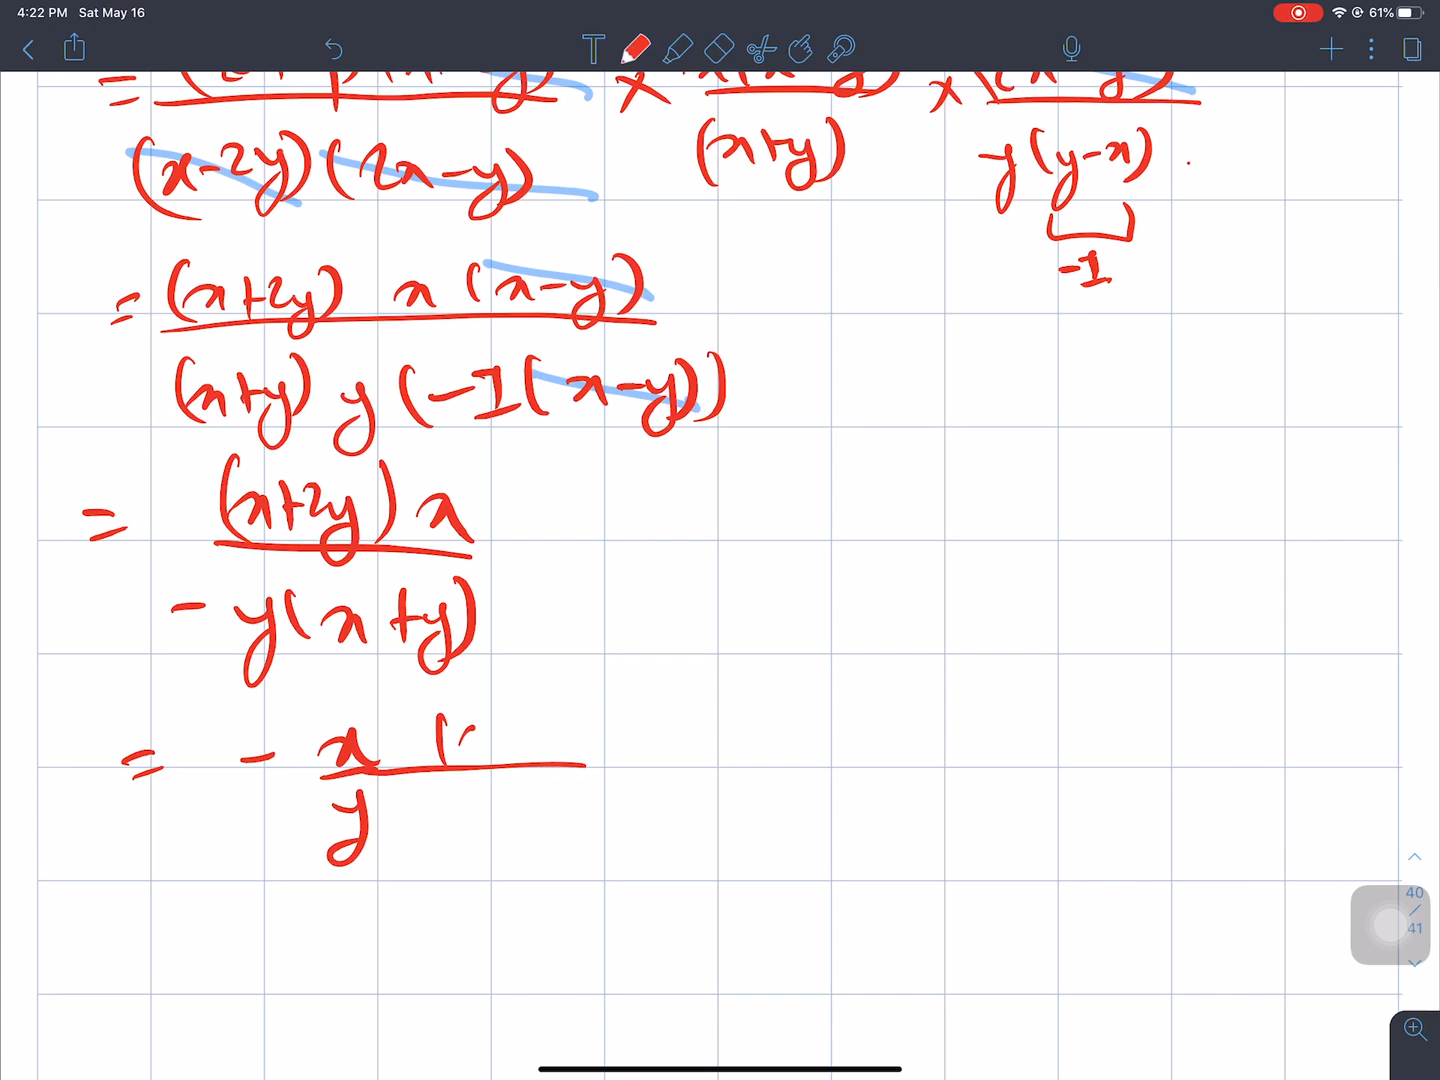 4:22 PM Sat May 16
61%
T
= × ×
(x-2y)(2x-y) (x+y) y(y-x) .
-1
= (x+2y) x (x-y)
(x+y) y (-1(x-y))
= (x+2y) x
- y(x+y)
= - x (
y
40
/
41